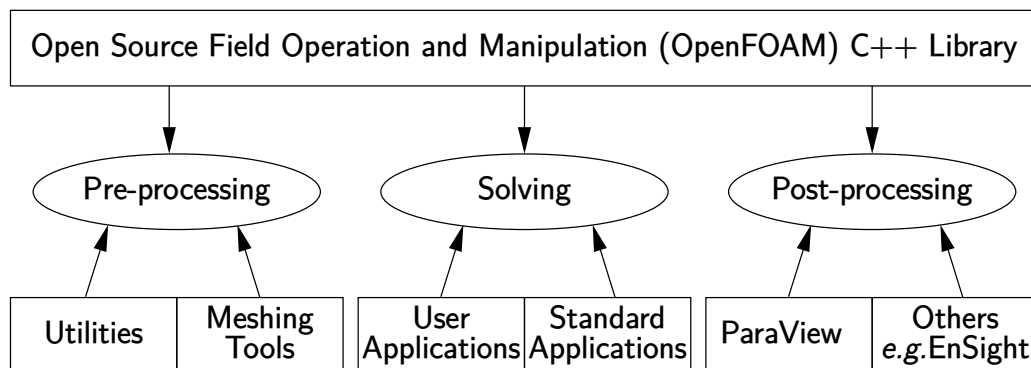 Open Source Field Operation and Manipulation (OpenFOAM) C++ Library
Pre-processing
Solving
Post-processing
Utilities
Meshing
Tools
User
Applications
Standard
Applications
ParaView
Others
e.g.EnSight